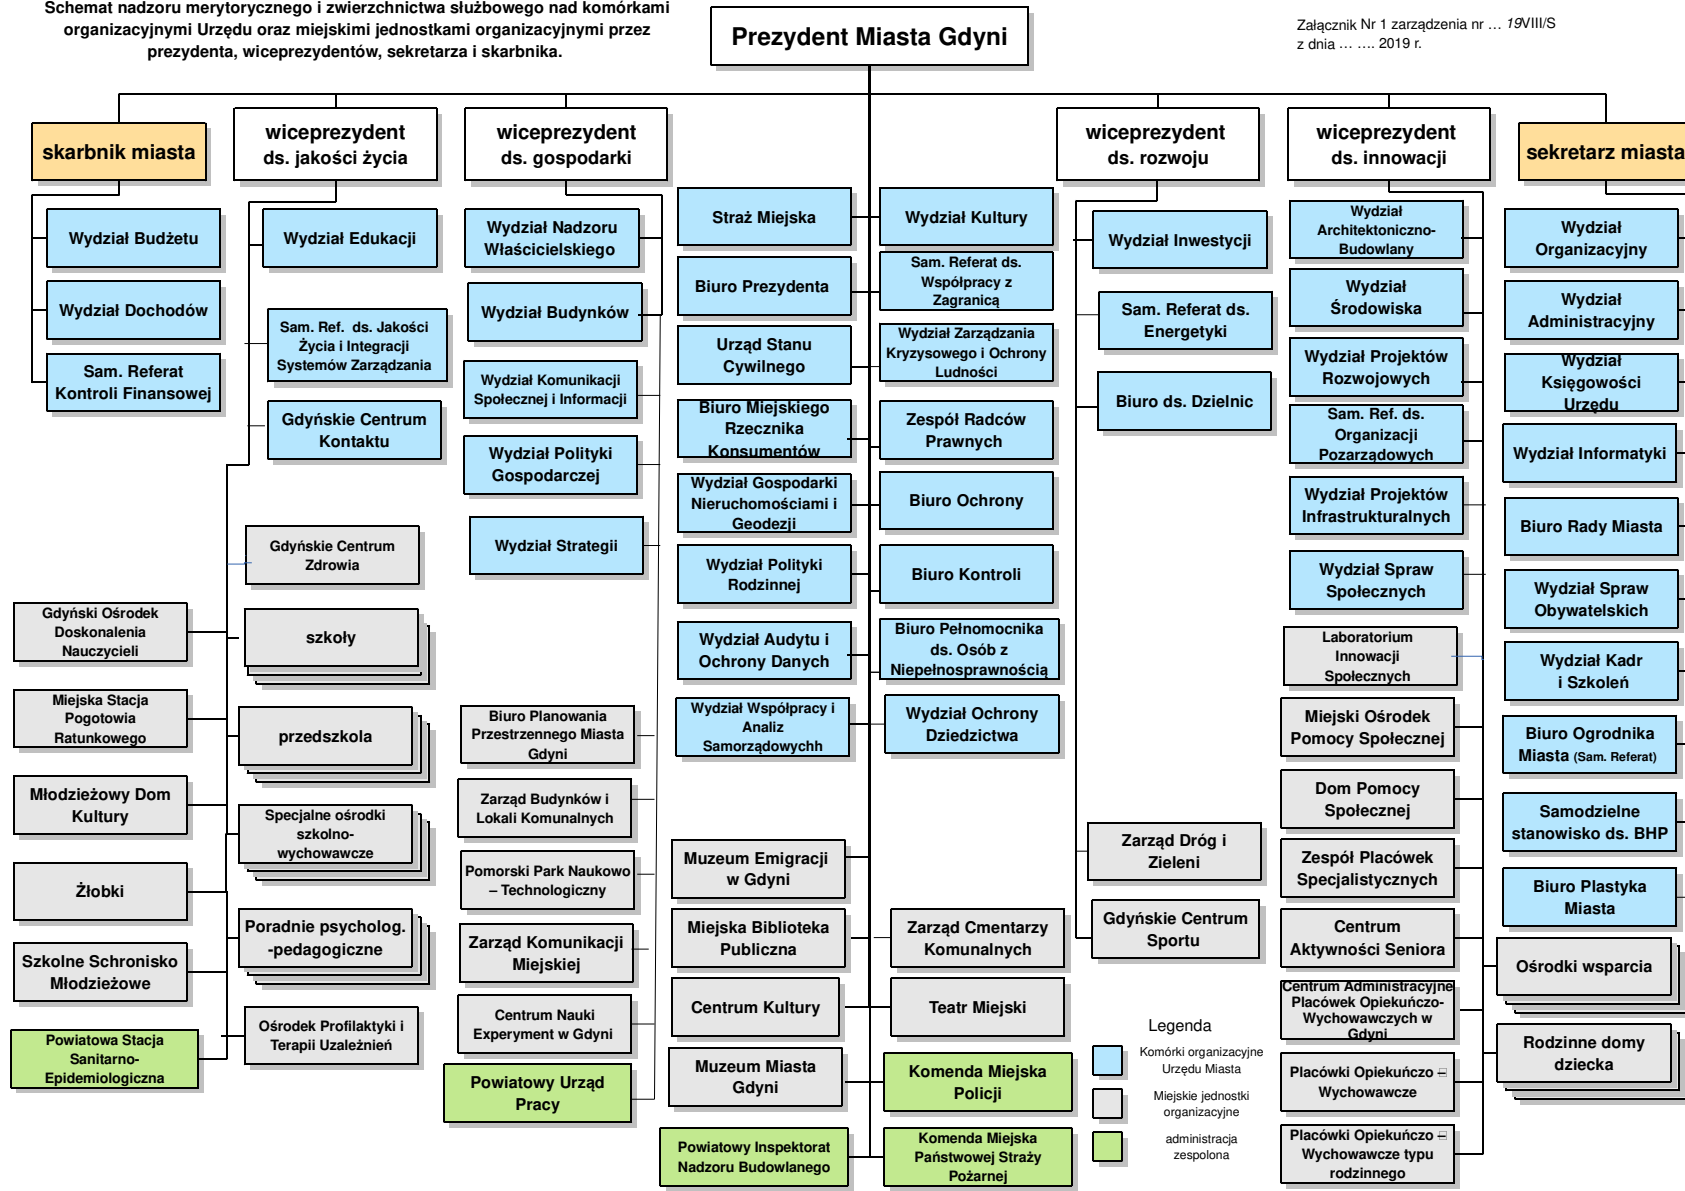 Schemat nadzoru merytorycznego i zwierzchnictwa służbowego nad komórkami
organizacyjnymi Urzędu oraz miejskimi jednostkami organizacyjnymi przez
prezydenta, wiceprezydentów, sekretarza i skarbnika.
Prezydent Miasta Gdyni
Załącznik Nr 1 zarządzenia nr … 19VIII/S
z dnia … …. 2019 r.
skarbnik miasta
wiceprezydent
ds. jakości życia
wiceprezydent
ds. gospodarki
wiceprezydent
ds. rozwoju
wiceprezydent
ds. innowacji
sekretarz miasta
Wydział Budżetu
Wydział Dochodów
Sam. Referat
Kontroli Finansowej
Wydział Edukacji
Sam. Ref. ds. Jakości
Życia i Integracji
Systemów Zarządzania
Gdyńskie Centrum
Kontaktu
Gdyńskie Centrum
Zdrowia
szkoły
przedszkola
Specjalne ośrodki
szkolno-
wychowawcze
Poradnie psycholog.
-pedagogiczne
Ośrodek Profilaktyki i
Terapii Uzależnień
Gdyński Ośrodek
Doskonalenia
Nauczycieli
Miejska Stacja
Pogotowia
Ratunkowego
Młodzieżowy Dom
Kultury
Żłobki
Szkolne Schronisko
Młodzieżowe
Powiatowa Stacja
Sanitarno-
Epidemiologiczna
Wydział Nadzoru
Właścicielskiego
Wydział Budynków
Wydział Komunikacji
Społecznej i Informacji
Wydział Polityki
Gospodarczej
Wydział Strategii
Biuro Planowania
Przestrzennego Miasta
Gdyni
Zarząd Budynków i
Lokali Komunalnych
Pomorski Park Naukowo
– Technologiczny
Zarząd Komunikacji
Miejskiej
Centrum Nauki
Experyment w Gdyni
Powiatowy Urząd
Pracy
Straż Miejska
Biuro Prezydenta
Urząd Stanu
Cywilnego
Biuro Miejskiego
Rzecznika
Konsumentów
Wydział Gospodarki
Nieruchomościami i
Geodezji
Wydział Polityki
Rodzinnej
Wydział Audytu i
Ochrony Danych
Wydział Współpracy i
Analiz
Samorządowychh
Muzeum Emigracji
w Gdyni
Miejska Biblioteka
Publiczna
Centrum Kultury
Muzeum Miasta
Gdyni
Powiatowy Inspektorat
Nadzoru Budowlanego
Wydział Kultury
Sam. Referat ds.
Współpracy z
Zagranicą
Wydział Zarządzania
Kryzysowego i Ochrony
Ludności
Zespół Radców
Prawnych
Biuro Ochrony
Biuro Kontroli
Biuro Pełnomocnika
ds. Osób z
Niepełnosprawnością
Wydział Ochrony
Dziedzictwa
Zarząd Cmentarzy
Komunalnych
Teatr Miejski
Komenda Miejska
Policji
Komenda Miejska
Państwowej Straży
Pożarnej
Wydział Inwestycji
Sam. Referat ds.
Energetyki
Biuro ds. Dzielnic
Zarząd Dróg i
Zieleni
Gdyńskie Centrum
Sportu
Legenda
Komórki organizacyjne
Urzędu Miasta
Miejskie jednostki
organizacyjne
administracja
zespolona
Wydział
Architektoniczno-
Budowlany
Wydział
Środowiska
Wydział Projektów
Rozwojowych
Sam. Ref. ds.
Organizacji
Pozarządowych
Wydział Projektów
Infrastrukturalnych
Wydział Spraw
Społecznych
Laboratorium
Innowacji
Społecznych
Miejski Ośrodek
Pomocy Społecznej
Dom Pomocy
Społecznej
Zespół Placówek
Specjalistycznych
Centrum
Aktywności Seniora
Centrum Administracyjne
Placówek Opiekuńczo-
Wychowawczych w
Gdyni
Placówki Opiekuńczo –
Wychowawcze
Placówki Opiekuńczo –
Wychowawcze typu
rodzinnego
Wydział
Organizacyjny
Wydział
Administracyjny
Wydział
Księgowości
Urzędu
Wydział Informatyki
Biuro Rady Miasta
Wydział Spraw
Obywatelskich
Wydział Kadr
i Szkoleń
Biuro Ogrodnika
Miasta (Sam. Referat)
Samodzielne
stanowisko ds. BHP
Biuro Plastyka
Miasta
Ośrodki wsparcia
Rodzinne domy
dziecka